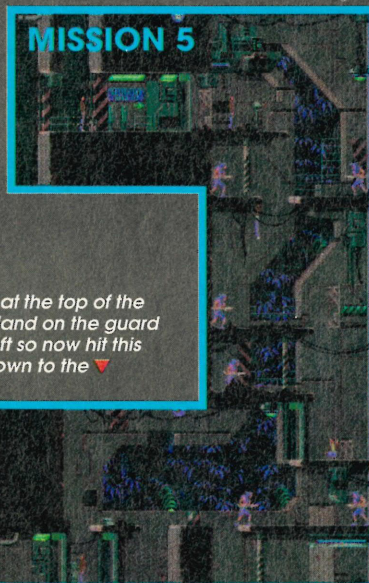 MISSION 5
at the top of the
land on the guard
ft so now hit this
own to the